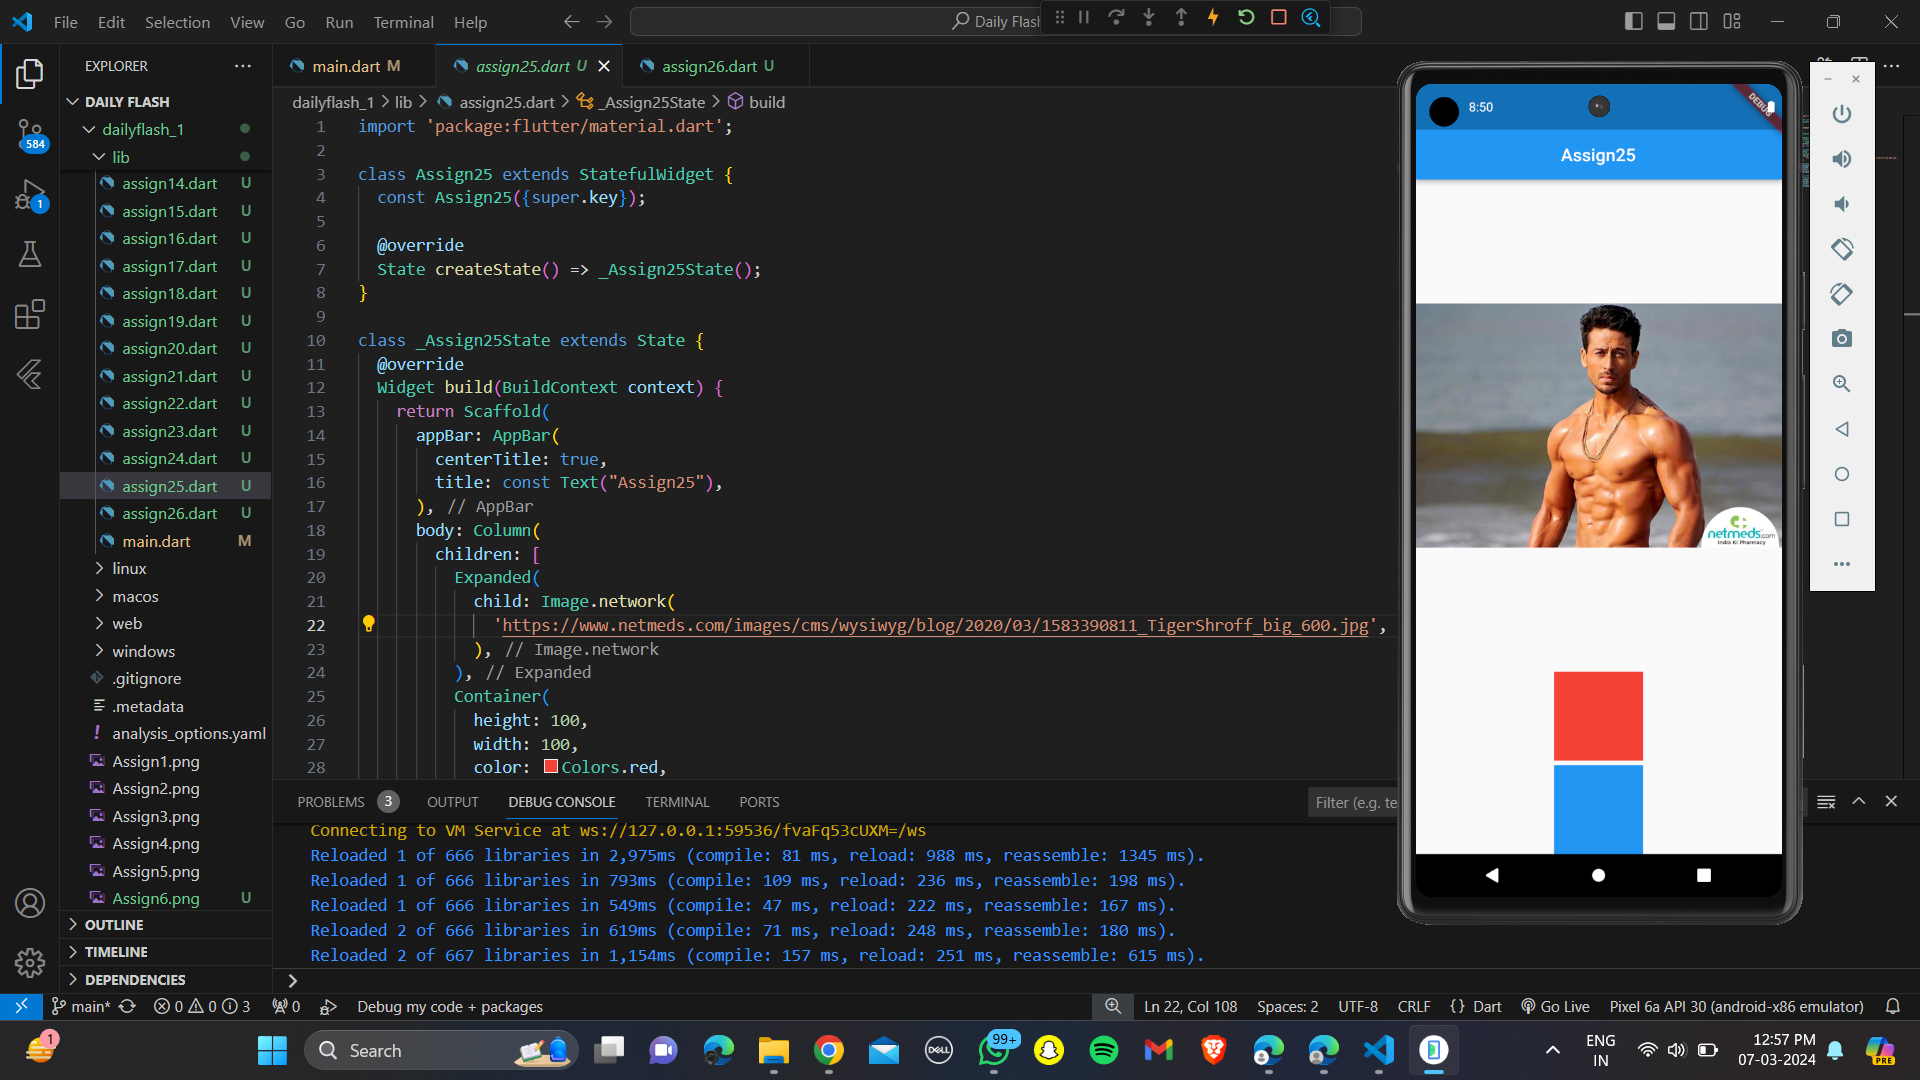 File Edit Selection View Go Run Terminal Help
Daily Flash
EXPLORER
main.dart M
assign25.dart U
assign26.dart U
DAILY FLASH
dailyflash_1 > lib > assign25.dart > _Assign25State > build
dailyflash_1
lib
assign14.dart U
assign15.dart U
assign16.dart U
assign17.dart U
assign18.dart U
assign19.dart U
assign20.dart U
assign21.dart U
assign22.dart U
assign23.dart U
assign24.dart U
assign25.dart U
assign26.dart U
main.dart M
linux
macos
web
windows
.gitignore
.metadata
analysis_options.yaml
Assign1.png
Assign2.png
Assign3.png
Assign4.png
Assign5.png
Assign6.png U
OUTLINE
TIMELINE
DEPENDENCIES
584
1
1 import 'package:flutter/material.dart';
2
3 class Assign25 extends StatefulWidget {
4 const Assign25({super.key});
5
6 @override
7 State createState() => _Assign25State();
8 }
9
10 class _Assign25State extends State {
11 @override
12 Widget build(BuildContext context) {
13 return Scaffold(
14 appBar: AppBar(
15 centerTitle: true,
16 title: const Text("Assign25"),
17 ), // AppBar
18 body: Column(
19 children: [
20 Expanded(
21 child: Image.network(
22 'https://www.netmeds.com/images/cms/wysiwyg/blog/2020/03/1583390811_TigerShroff_big_600.jpg',
23 ), // Image.network
24 ), // Expanded
25 Container(
26 height: 100,
27 width: 100,
28 color: Colors.red,
8:50
DEBUG
Assign25
netmeds.com
India Ki Pharmacy
PROBLEMS 3 OUTPUT DEBUG CONSOLE TERMINAL PORTS
Filter (e.g. te
Connecting to VM Service at ws://127.0.0.1:59536/fvaFq53cUXM=/ws
Reloaded 1 of 666 libraries in 2,975ms (compile: 81 ms, reload: 988 ms, reassemble: 1345 ms).
Reloaded 1 of 666 libraries in 793ms (compile: 109 ms, reload: 236 ms, reassemble: 198 ms).
Reloaded 1 of 666 libraries in 549ms (compile: 47 ms, reload: 222 ms, reassemble: 167 ms).
Reloaded 2 of 666 libraries in 619ms (compile: 71 ms, reload: 248 ms, reassemble: 180 ms).
Reloaded 2 of 667 libraries in 1,154ms (compile: 157 ms, reload: 251 ms, reassemble: 615 ms).
main* 0 0 3 0 Debug my code + packages
Ln 22, Col 108 Spaces: 2 UTF-8 CRLF {} Dart Go Live Pixel 6a API 30 (android-x86 emulator)
1
Search
DELL
99+
ENG
IN
12:57 PM
07-03-2024
PRE